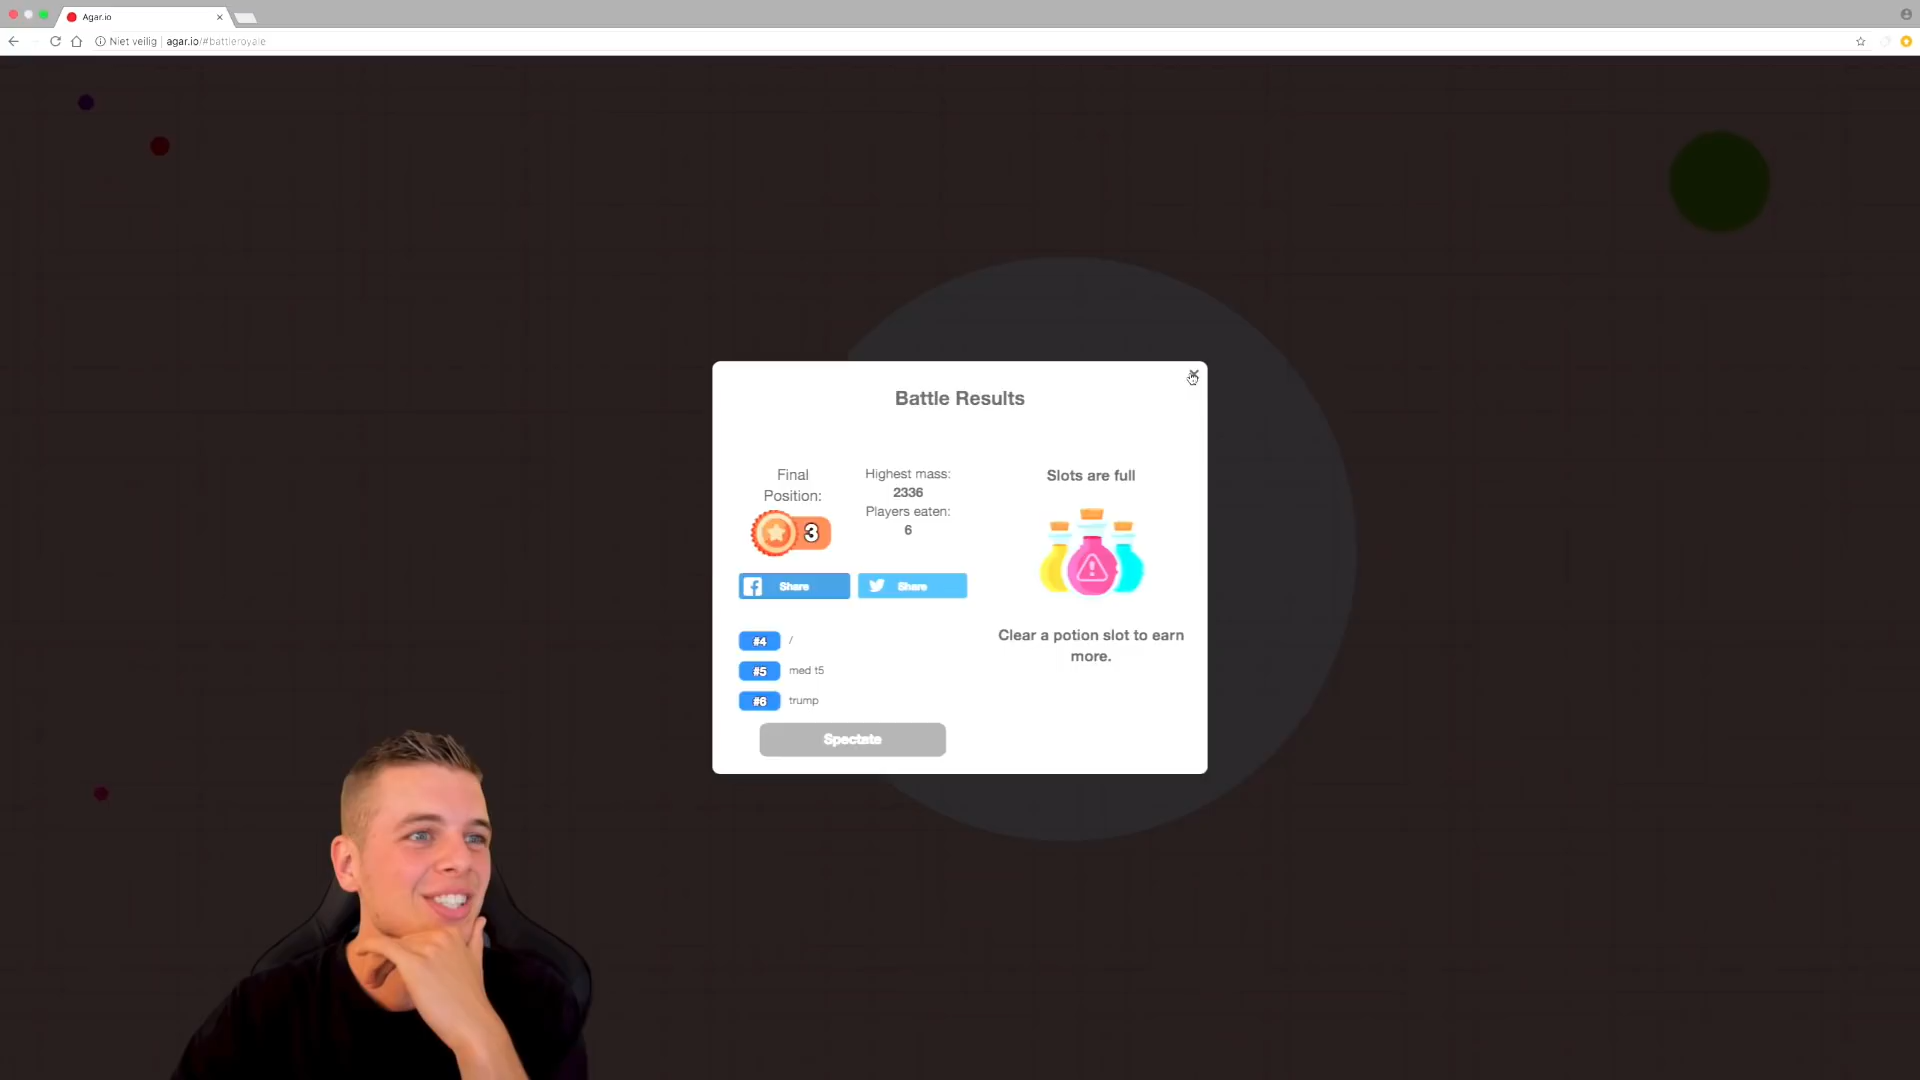 Agar.io
Niet veilig | agar.io/#battleroyale
Battle Results
Final
Position:
3
Highest mass:
2336
Players eaten:
6
Share
Share
#4 /
#5 med t5
#6 trump
Spectate
Slots are full
Clear a potion slot to earn
more.